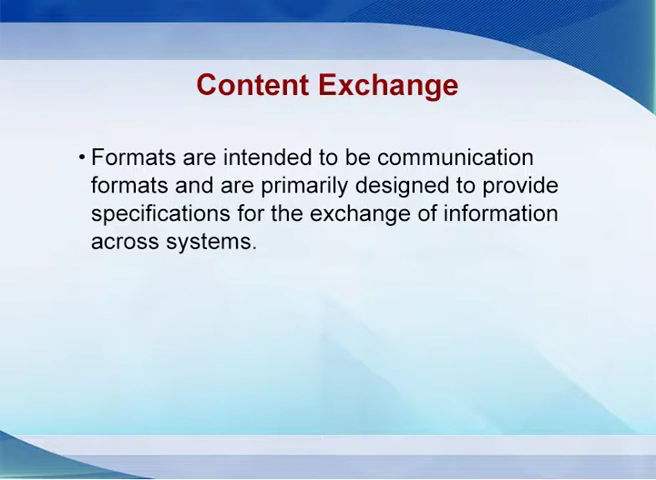 Content Exchange
• Formats are intended to be communication
formats and are primarily designed to provide
specifications for the exchange of information
across systems.